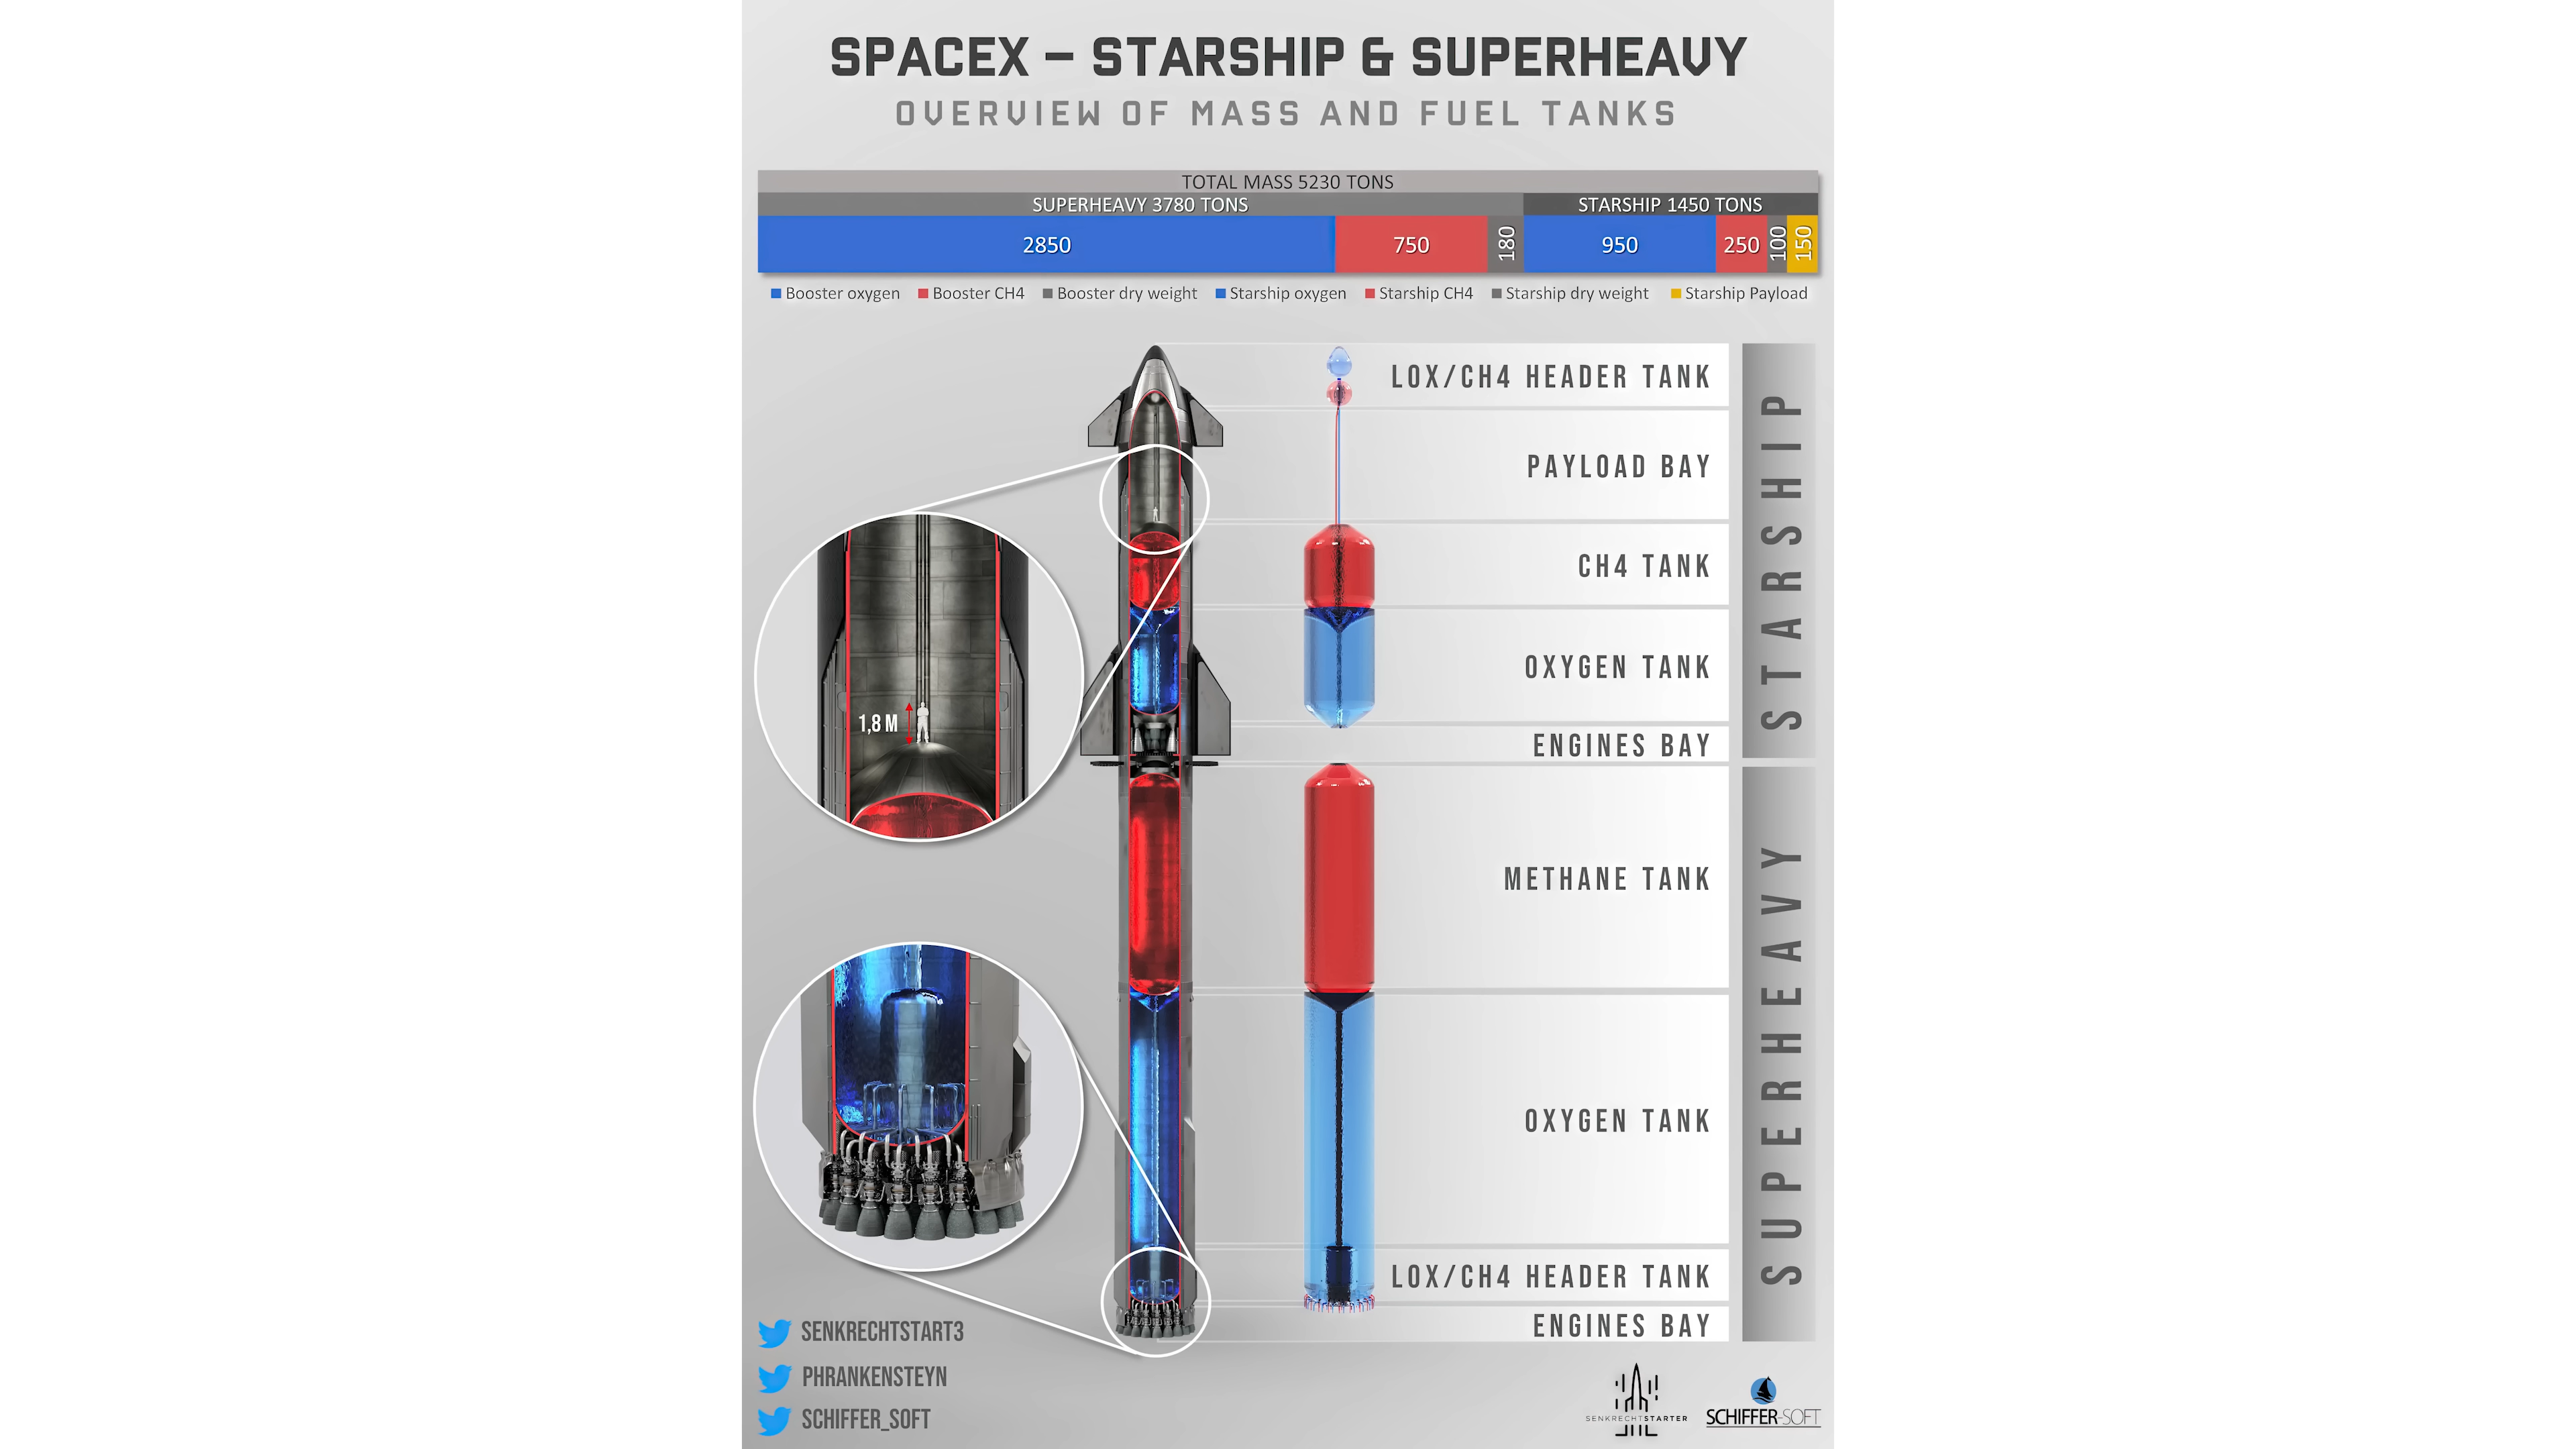 SPACEX – STARSHIP & SUPERHEAVY
OVERVIEW OF MASS AND FUEL TANKS
TOTAL MASS 5230 TONS
SUPERHEAVY 3780 TONS
STARSHIP 1450 TONS
2850
750
180
950
250
100
150
Booster oxygen
Booster CH4
Booster dry weight
Starship oxygen
Starship CH4
Starship dry weight
Starship Payload
LOX/CH4 HEADER TANK
PAYLOAD BAY
CH4 TANK
OXYGEN TANK
ENGINES BAY
STARSHIP
1,8 M
METHANE TANK
OXYGEN TANK
LOX/CH4 HEADER TANK
ENGINES BAY
SUPERHEAVY
SENKRECHTSTART3
PHRANKENSTEYN
SCHIFFER_SOFT
SENKRECHTSTARTER
SCHIFFER-SOFT